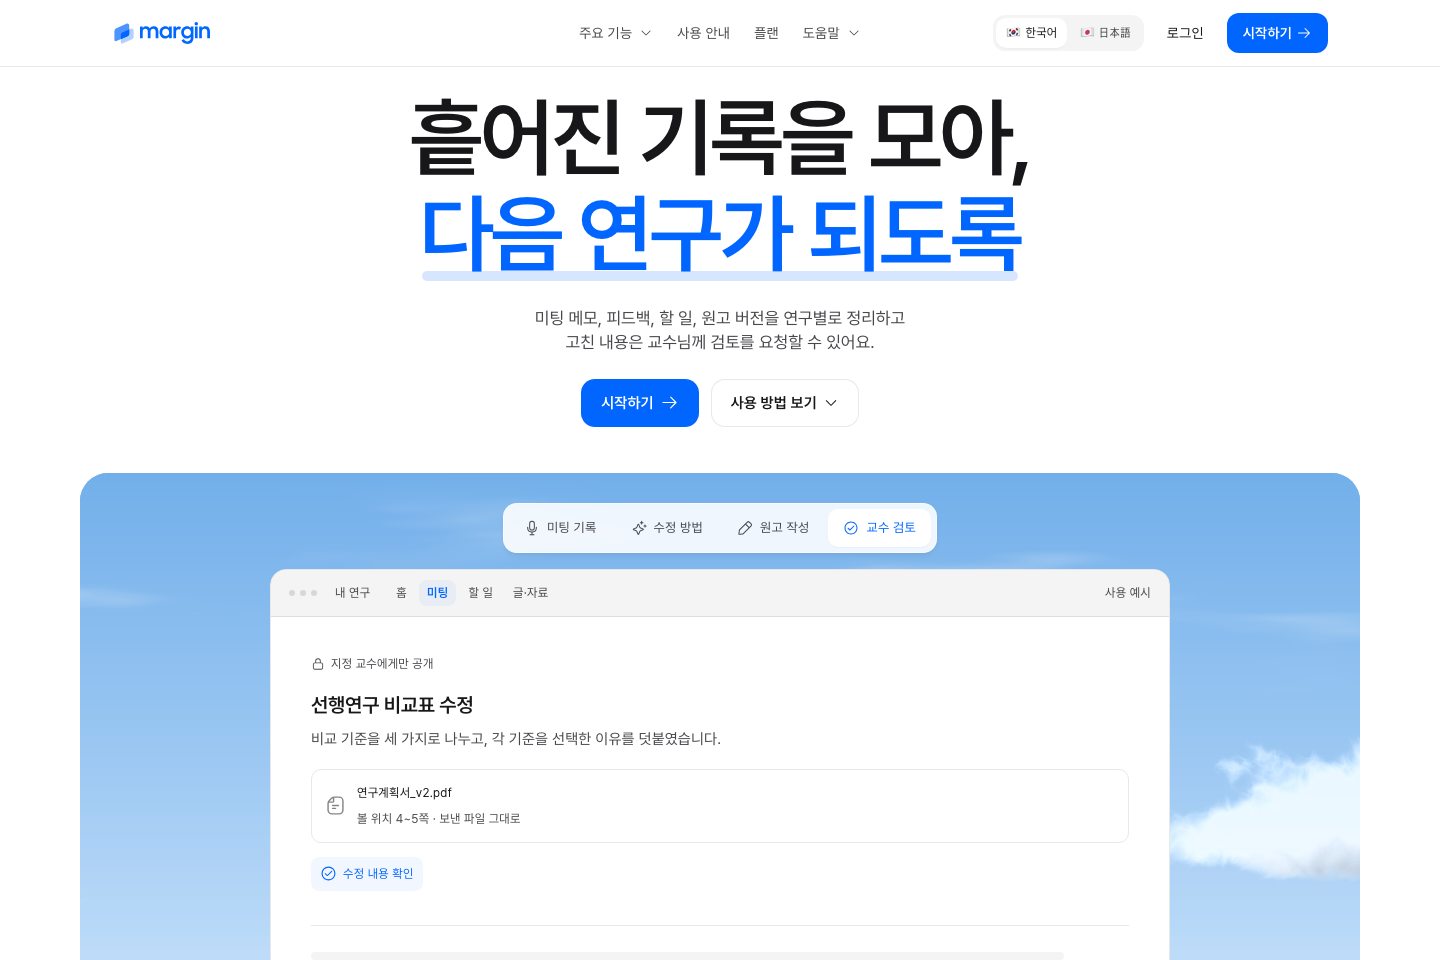 margin
주요 기능
사용 안내
플랜
도움말
한국어
日本語
로그인
시작하기
흩어진 기록을 모아,
다음 연구가 되도록
미팅 메모, 피드백, 할 일, 원고 버전을 연구별로 정리하고
고친 내용은 교수님께 검토를 요청할 수 있어요.
시작하기
사용 방법 보기
미팅 기록
수정 방법
원고 작성
교수 검토
내 연구
홈
미팅
할 일
글·자료
사용 예시
지정 교수에게만 공개
선행연구 비교표 수정
비교 기준을 세 가지로 나누고, 각 기준을 선택한 이유를 덧붙였습니다.
연구계획서_v2.pdf
볼 위치 4~5쪽 · 보낸 파일 그대로
수정 내용 확인